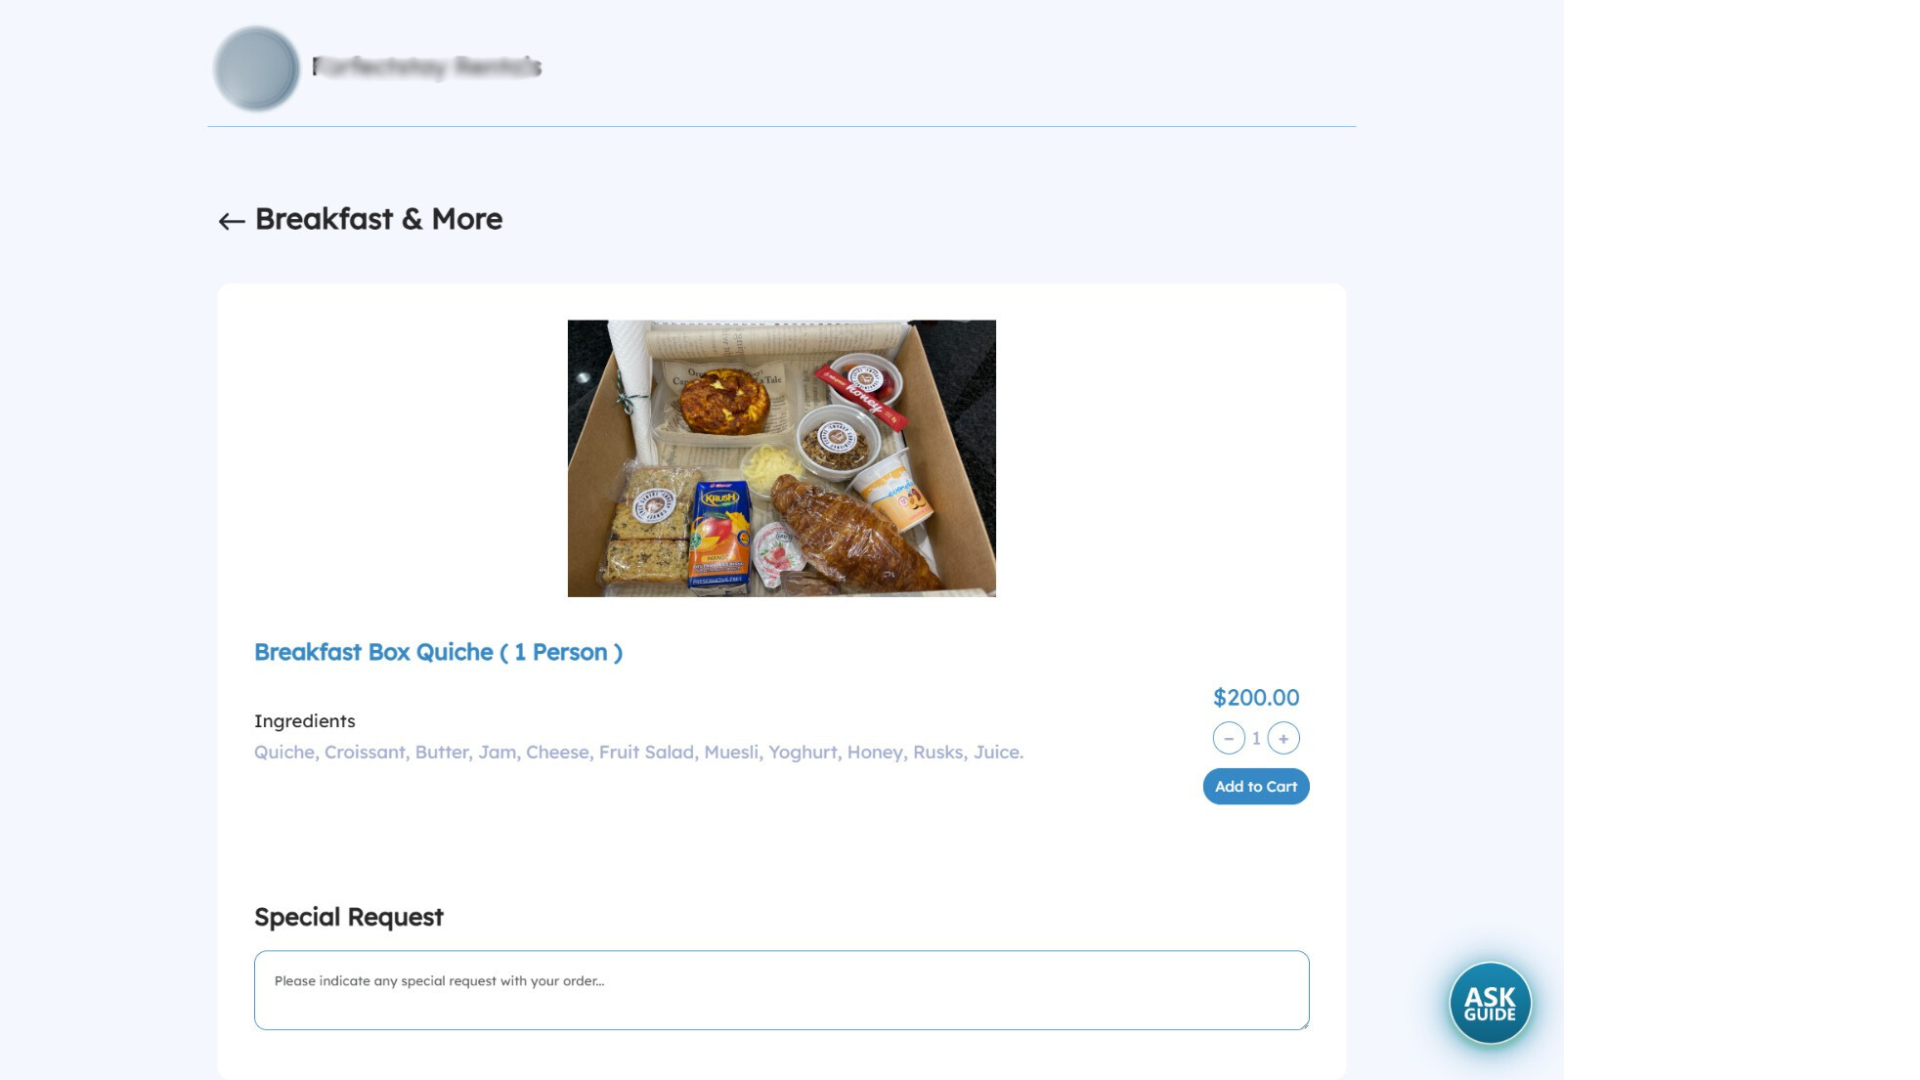 Breakfast & More
Honey
KRUSH
Breakfast Box Quiche ( 1 Person )
$200.00
Ingredients
− 1 +
Quiche, Croissant, Butter, Jam, Cheese, Fruit Salad, Muesli, Yoghurt, Honey, Rusks, Juice.
Add to Cart
Special Request
Please indicate any special request with your order...
ASK
GUIDE